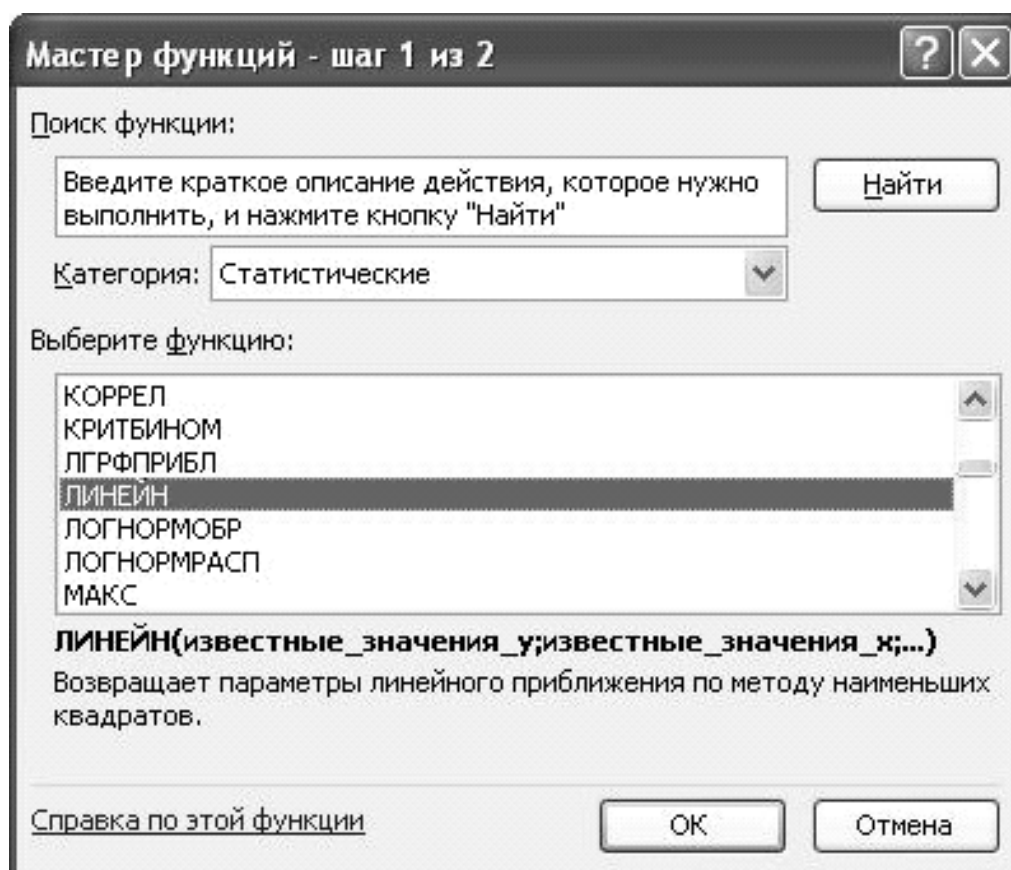 Мастер функций - шаг 1 из 2
Поиск функции:
Введите краткое описание действия, которое нужно
выполнить, и нажмите кнопку "Найти"
Найти
Категория: Статистические
Выберите функцию:
КОРРЕЛ
КРИТБИНОМ
ЛГРФПРИБЛ
ЛИНЕЙН
ЛОГНОРМОБР
ЛОГНОРМРАСП
МАКС
ЛИНЕЙН(известные_значения_y;известные_значения_x;...)
Возвращает параметры линейного приближения по методу наименьших
квадратов.
Справка по этой функции
ОК
Отмена